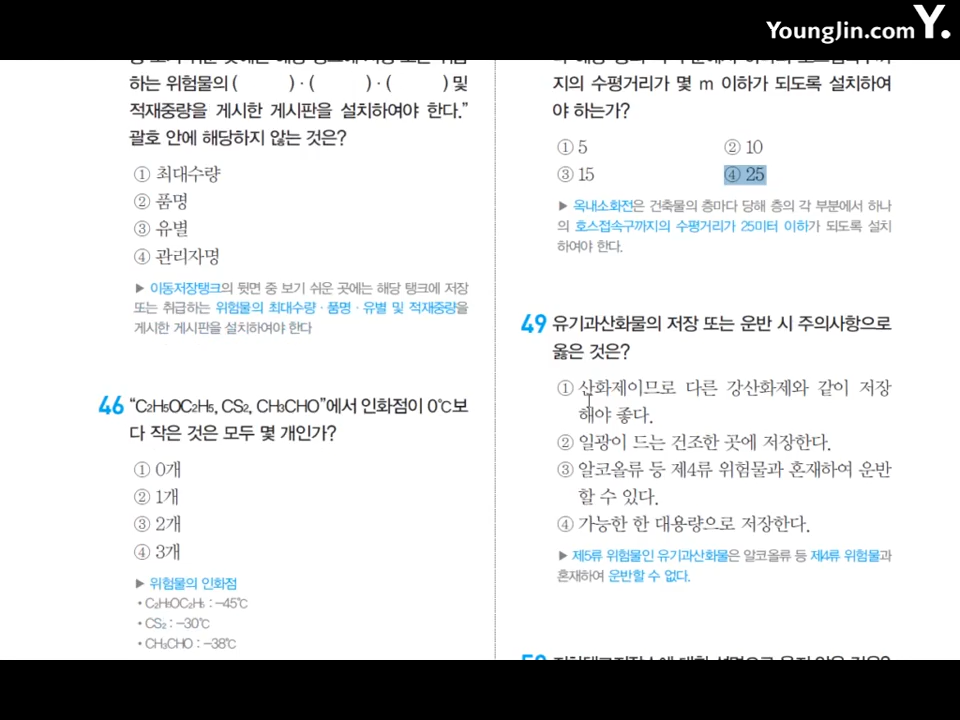 YoungJin.com Y.
하는 위험물의 (        ) · (        ) · (        ) 및
적재중량을 게시한 게시판을 설치하여야 한다.”
괄호 안에 해당하지 않는 것은?
① 최대수량
② 품명
③ 유별
④ 관리자명
▶ 이동저장탱크의 뒷면 중 보기 쉬운 곳에는 해당 탱크에 저장
또는 취급하는 위험물의 최대수량 · 품명 · 유별 및 적재중량을
게시한 게시판을 설치하여야 한다
46 “C₂H₅OC₂H₅, CS₂, CH₃CHO”에서 인화점이 0℃보
다 작은 것은 모두 몇 개인가?
① 0개
② 1개
③ 2개
④ 3개
▶ 위험물의 인화점
• C₂H₅OC₂H₅ : −45℃
• CS₂ : −30℃
• CH₃CHO : −38℃
지의 수평거리가 몇 m 이하가 되도록 설치하여
야 하는가?
① 5 ② 10
③ 15 ④ 25
▶ 옥내소화전은 건축물의 층마다 당해 층의 각 부분에서 하나
의 호스접속구까지의 수평거리가 25미터 이하가 되도록 설치
하여야 한다.
49 유기과산화물의 저장 또는 운반 시 주의사항으로
옳은 것은?
① 산화제이므로 다른 강산화제와 같이 저장
해야 좋다.
② 일광이 드는 건조한 곳에 저장한다.
③ 알코올류 등 제4류 위험물과 혼재하여 운반
할 수 있다.
④ 가능한 한 대용량으로 저장한다.
▶ 제5류 위험물인 유기과산화물은 알코올류 등 제4류 위험물과
혼재하여 운반할 수 없다.